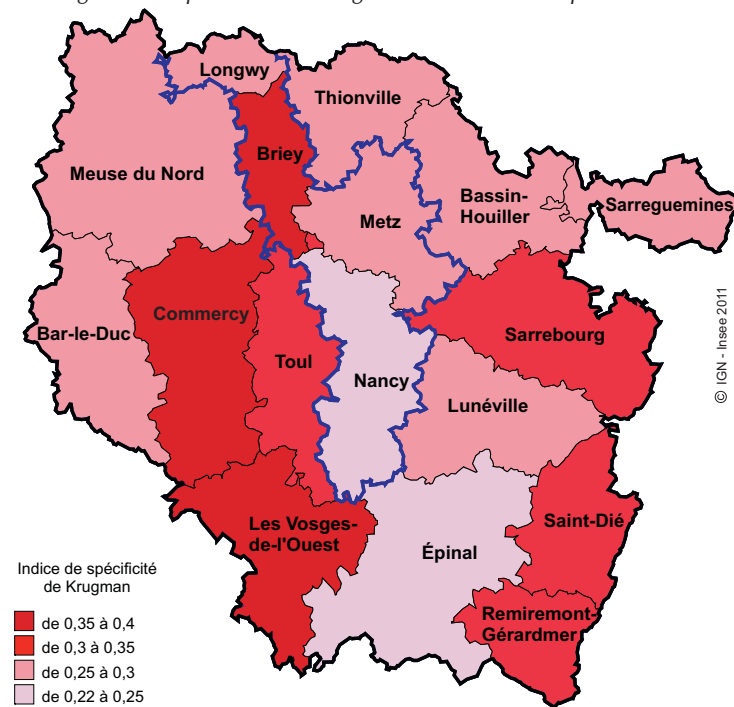 Longwy
Thionville
Briey
Meuse du Nord
Bassin-
Houiller
Sarreguemines
Metz
Commercy
Bar-le-Duc
Sarrebourg
Toul
Nancy
Lunéville
Les Vosges-
de-l'Ouest
Saint-Dié
Épinal
Remiremont-
Gérardmer
Indice de spécificité
de Krugman
de 0,35 à 0,4
de 0,3 à 0,35
de 0,25 à 0,3
de 0,22 à 0,25
© IGN - Insee 2011